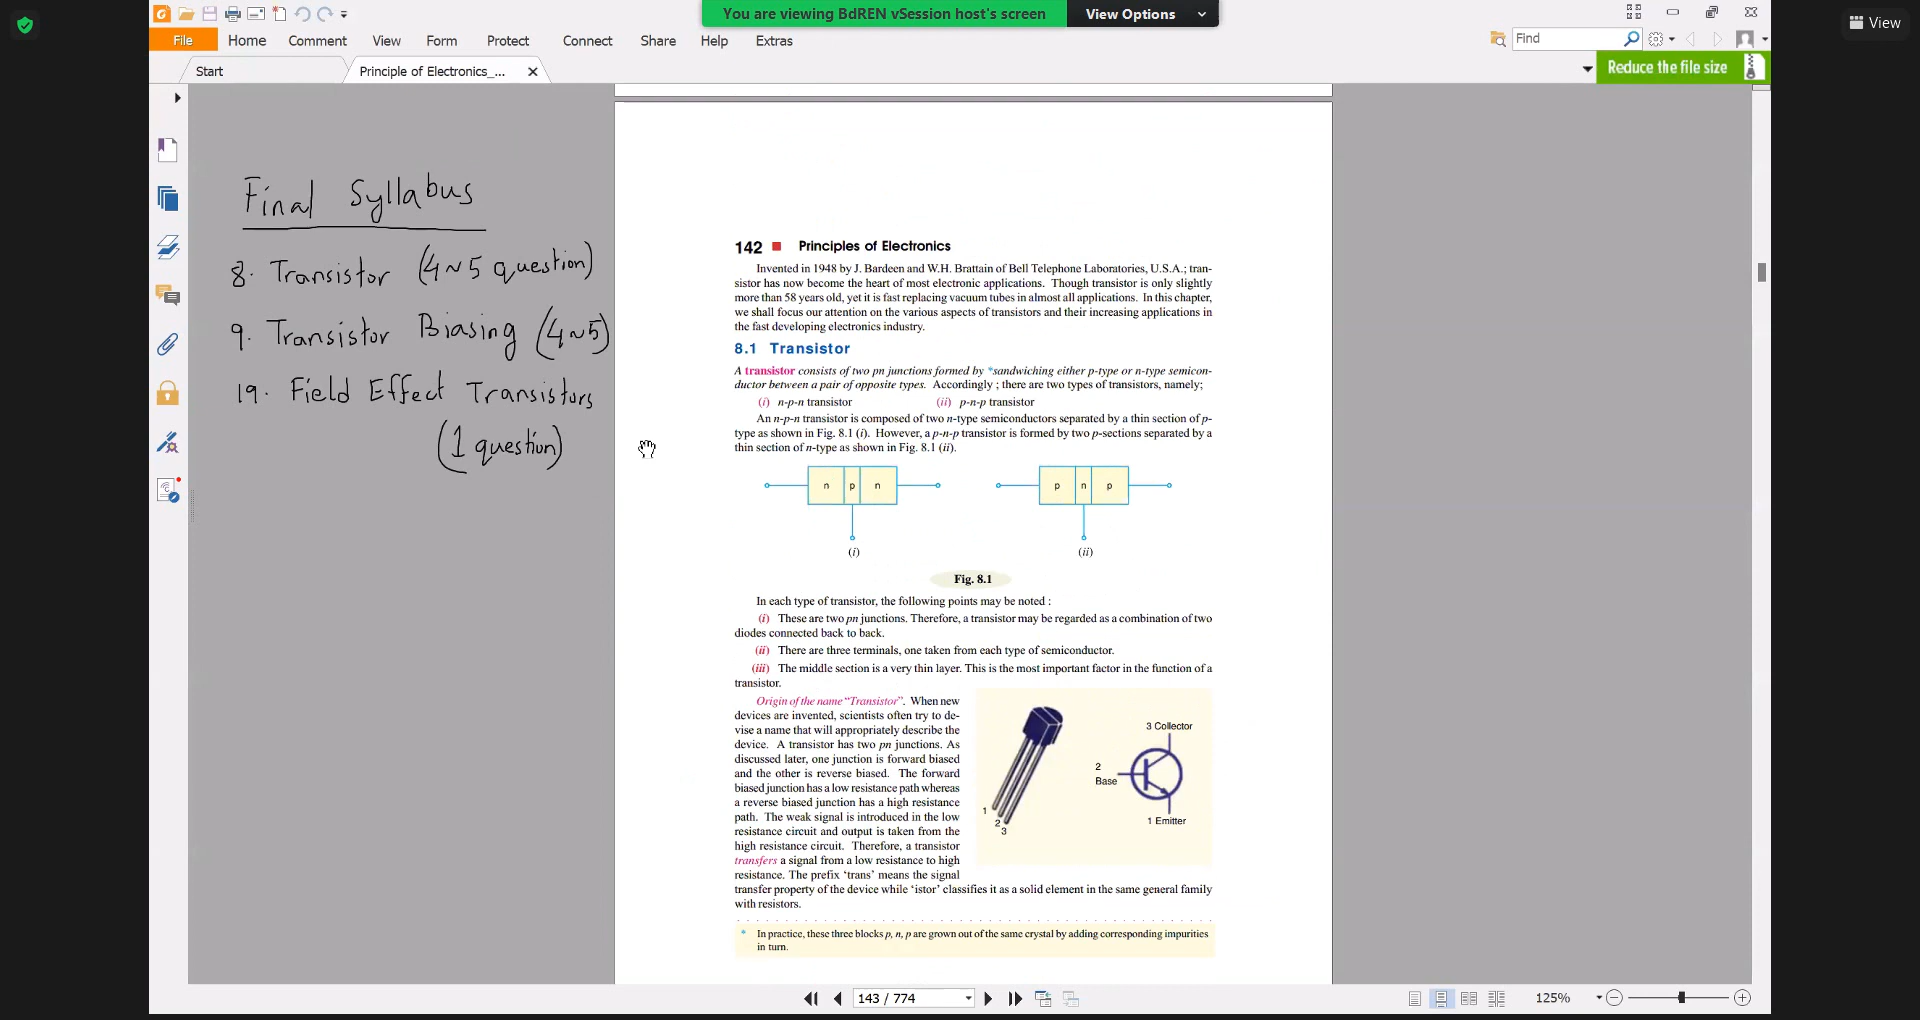 You are viewing BdREN vSession host's screen
View Options
View
File
Home
Comment
View
Form
Protect
Connect
Share
Help
Extras
Find
Start
Principle of Electronics_...
Reduce the file size
Final Syllabus
8. Transistor (4~5 question)
9. Transistor Biasing (4~5)
19. Field Effect Transistors
(1 question)
142 Principles of Electronics
Invented in 1948 by J. Bardeen and W.H. Brattain of Bell Telephone Laboratories, U.S.A.; tran-
sistor has now become the heart of most electronic applications. Though transistor is only slightly
more than 58 years old, yet it is fast replacing vacuum tubes in almost all applications. In this chapter,
we shall focus our attention on the various aspects of transistors and their increasing applications in
the fast developing electronics industry.
8.1 Transistor
A transistor consists of two pn junctions formed by *sandwiching either p-type or n-type semicon-
ductor between a pair of opposite types. Accordingly ; there are two types of transistors, namely;
(i) n-p-n transistor (ii) p-n-p transistor
An n-p-n transistor is composed of two n-type semiconductors separated by a thin section of p-
type as shown in Fig. 8.1 (i). However, a p-n-p transistor is formed by two p-sections separated by a
thin section of n-type as shown in Fig. 8.1 (ii).
n p n
p n p
(i)
(ii)
Fig. 8.1
In each type of transistor, the following points may be noted :
(i) These are two pn junctions. Therefore, a transistor may be regarded as a combination of two
diodes connected back to back.
(ii) There are three terminals, one taken from each type of semiconductor.
(iii) The middle section is a very thin layer. This is the most important factor in the function of a
transistor.
Origin of the name "Transistor". When new
devices are invented, scientists often try to de-
vise a name that will appropriately describe the
device. A transistor has two pn junctions. As
discussed later, one junction is forward biased
and the other is reverse biased. The forward
biased junction has a low resistance path whereas
a reverse biased junction has a high resistance
path. The weak signal is introduced in the low
resistance circuit and output is taken from the
high resistance circuit. Therefore, a transistor
transfers a signal from a low resistance to high
resistance. The prefix 'trans' means the signal
transfer property of the device while 'istor' classifies it as a solid element in the same general family
with resistors.
3 Collector
2
Base
1 Emitter
1
2
3
* In practice, these three blocks p, n, p are grown out of the same crystal by adding corresponding impurities
in turn.
143 / 774
125%